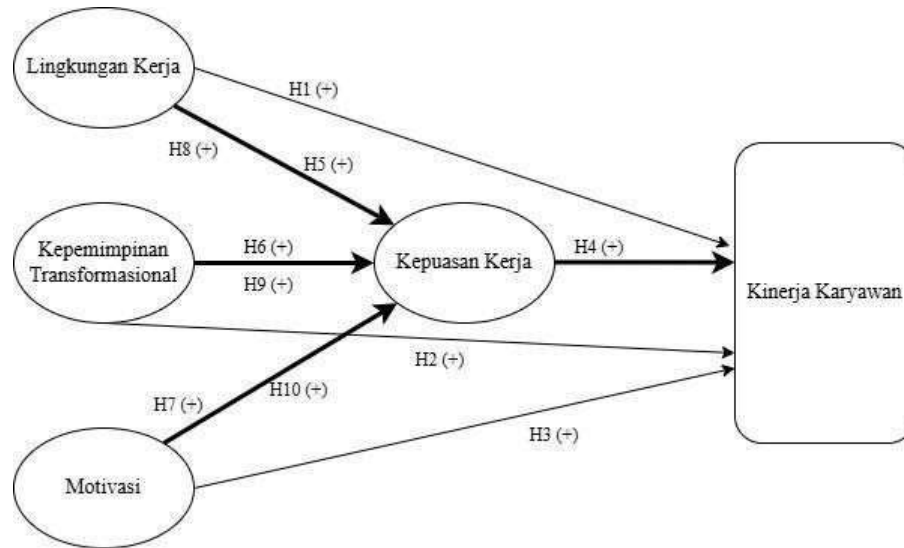 Lingkungan Kerja
H1 (+)
H8 (+)
H5 (+)
Kepemimpinan
Transformasional
H6 (+)
H9 (+)
Kepuasan Kerja
H4 (+)
Kinerja Karyawan
H2 (+)
H7 (+)
H10 (+)
H3 (+)
Motivasi